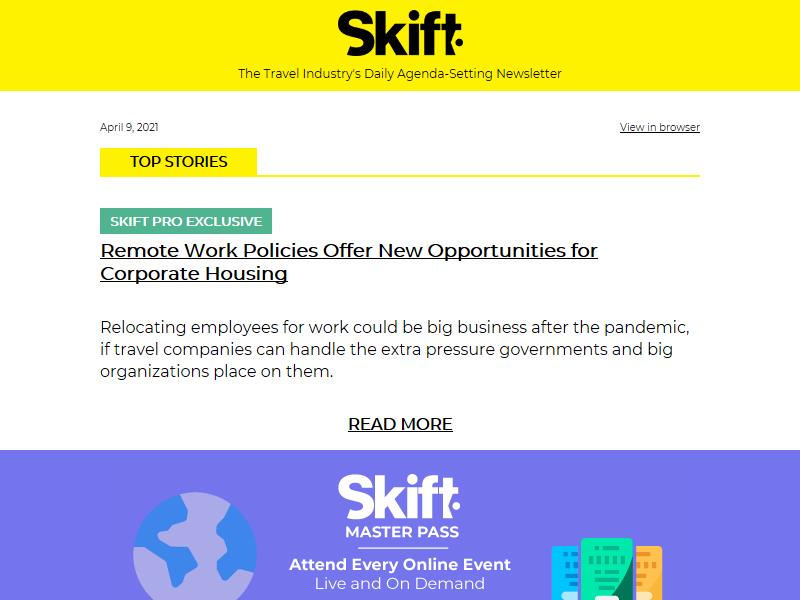 Skift
The Travel Industry's Daily Agenda-Setting Newsletter
April 9, 2021
View in browser
TOP STORIES
SKIFT PRO EXCLUSIVE
Remote Work Policies Offer New Opportunities for
Corporate Housing
Relocating employees for work could be big business after the pandemic,
if travel companies can handle the extra pressure governments and big
organizations place on them.
READ MORE
Skift
MASTER PASS
Attend Every Online Event
Live and On Demand